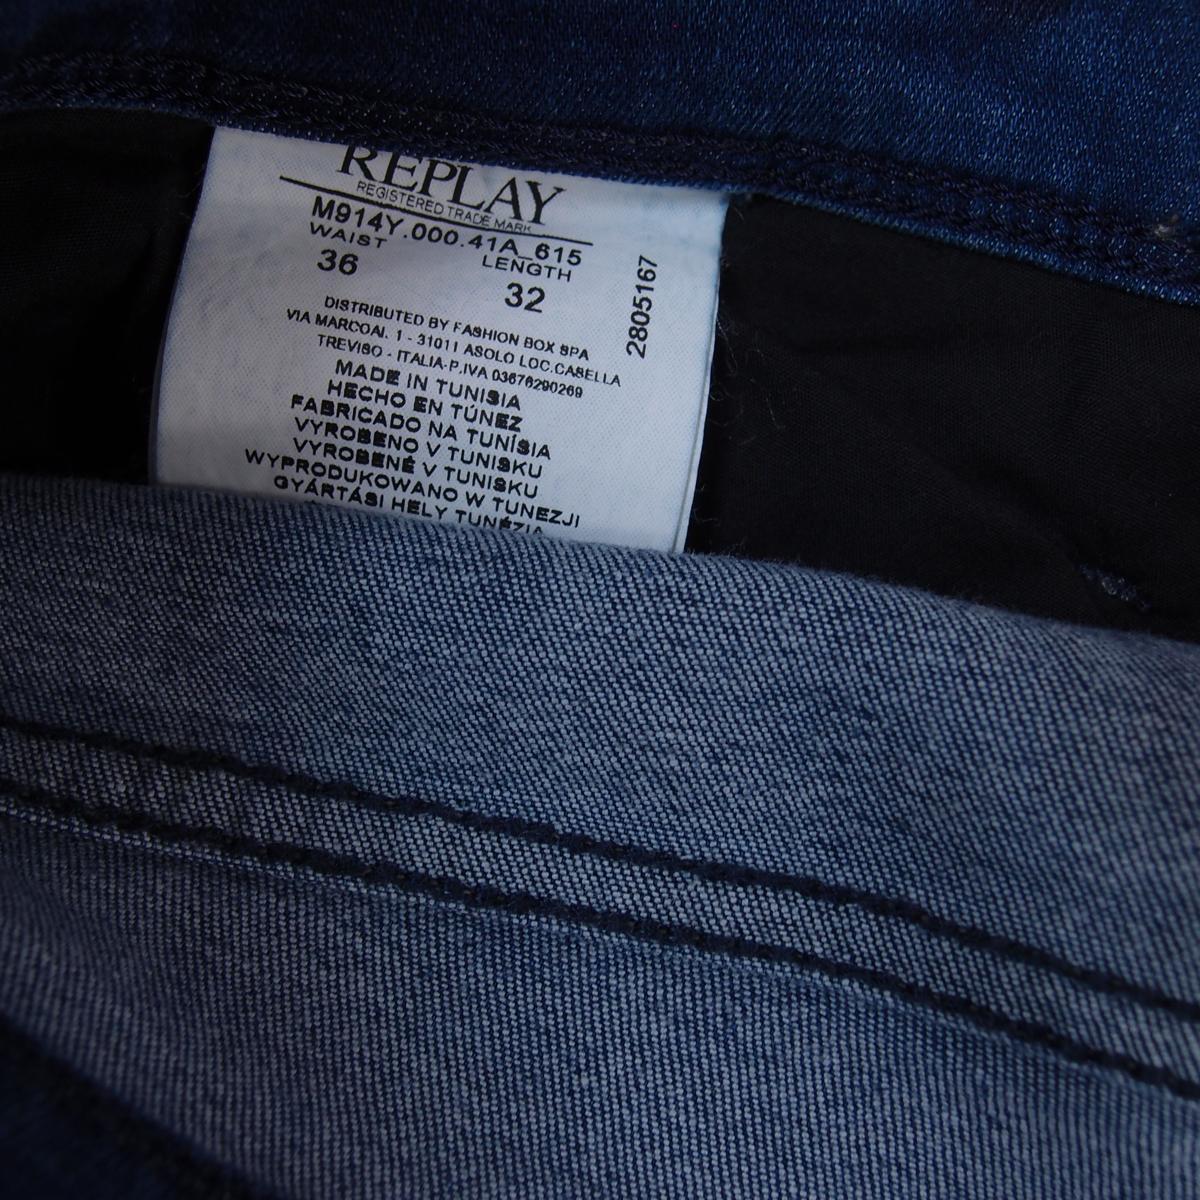 REPLAY
REGISTERED TRADE MARK
M914Y.000.41A_615
WAIST LENGTH
36 32
2805167
DISTRIBUTED BY FASHION BOX SPA
VIA MARCOAI. 1 - 31011 ASOLO LOC.CASELLA
TREVISO - ITALIA-P.IVA 03676290269
MADE IN TUNISIA
HECHO EN TÚNEZ
FABRICADO NA TUNÍSIA
VYROBENO V TUNISKU
VYROBENÉ V TUNISKU
WYPRODUKOWANO W TUNEZJI
GYÁRTÁSI HELY TUNÉZIA